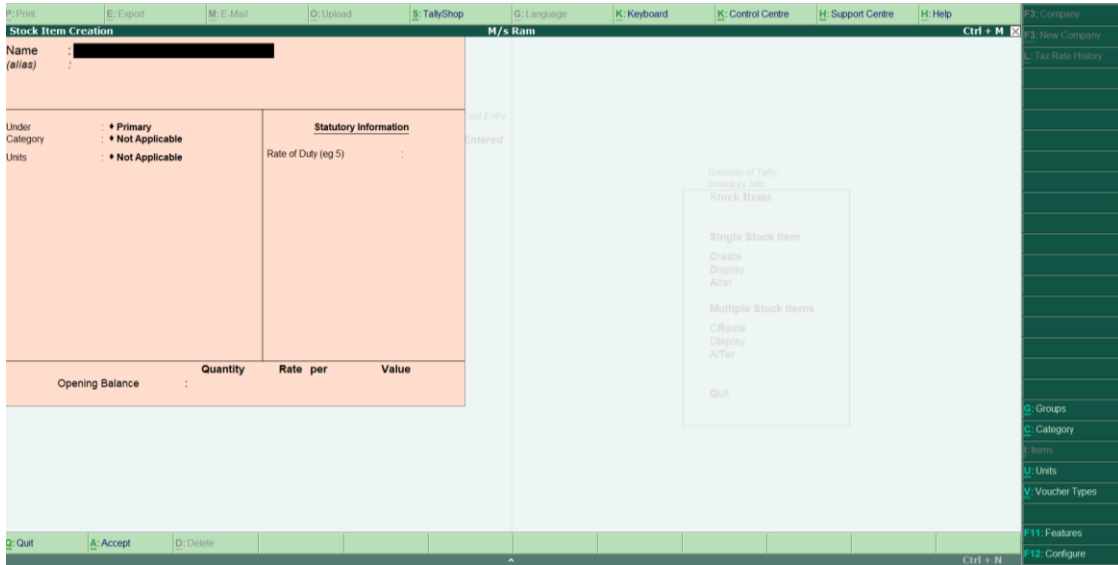 P: Print E: Export M: E-Mail O: Upload S: TallyShop G: Language K: Keyboard K: Control Centre H: Support Centre H: Help
Stock Item Creation M/s Ram Ctrl + M
Name :
(alias) :
Under : ♦ Primary
Category : ♦ Not Applicable
Units : ♦ Not Applicable
Statutory Information
Rate of Duty (eg 5) :
Quantity Rate per Value
Opening Balance :
Last Entry
Entered
Gateway of Tally
Inventory Info.
Stock Items
Single Stock Item
Create
Display
Alter
Multiple Stock Items
CReate
DIsplay
AlTer
Quit
F3: Company
F3: New Company
L: Tax Rate History
G: Groups
C: Category
I: Items
U: Units
V: Voucher Types
F11: Features
F12: Configure
Q: Quit A: Accept D: Delete
Ctrl + N